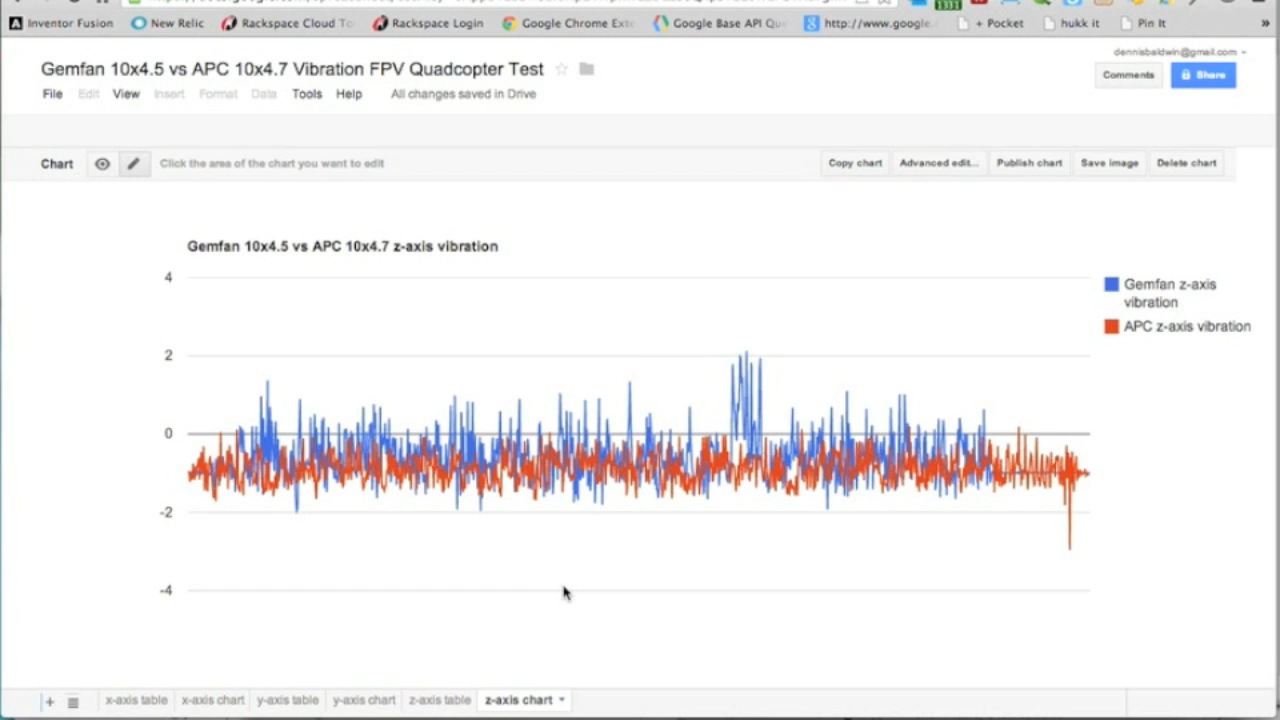 Inventor Fusion New Relic Rackspace Cloud To Rackspace Login Google Chrome Exte Google Base API Que http://www.google. + Pocket hukk it Pin It »
dennisbaldwin@gmail.com
Gemfan 10x4.5 vs APC 10x4.7 Vibration FPV Quadcopter Test
Comments Share
File Edit View Insert Format Data Tools Help All changes saved in Drive
Chart Click the area of the chart you want to edit Copy chart Advanced edit... Publish chart Save image Delete chart
Gemfan 10x4.5 vs APC 10x4.7 z-axis vibration
4
2
0
-2
-4
Gemfan z-axis
vibration
APC z-axis vibration
+ x-axis table x-axis chart y-axis table y-axis chart z-axis table z-axis chart